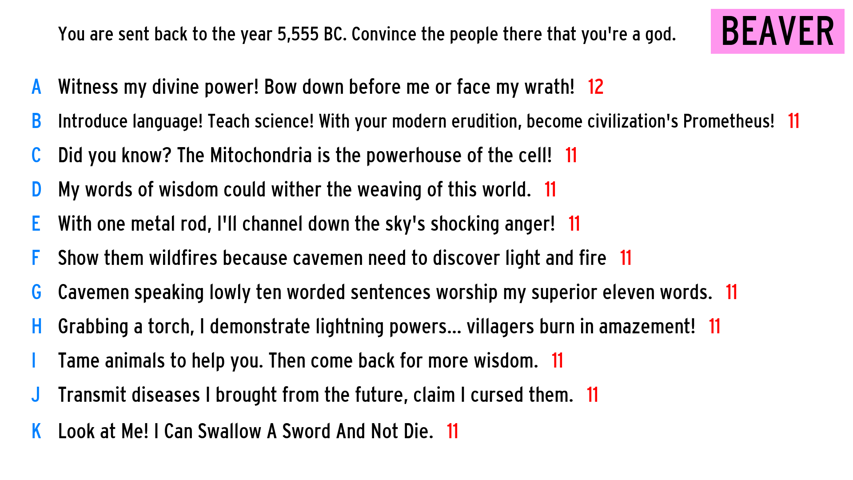 You are sent back to the year 5,555 BC. Convince the people there that you're a god.
BEAVER
A Witness my divine power! Bow down before me or face my wrath! 12
B Introduce language! Teach science! With your modern erudition, become civilization's Prometheus! 11
C Did you know? The Mitochondria is the powerhouse of the cell! 11
D My words of wisdom could wither the weaving of this world. 11
E With one metal rod, I'll channel down the sky's shocking anger! 11
F Show them wildfires because cavemen need to discover light and fire 11
G Cavemen speaking lowly ten worded sentences worship my superior eleven words. 11
H Grabbing a torch, I demonstrate lightning powers... villagers burn in amazement! 11
I Tame animals to help you. Then come back for more wisdom. 11
J Transmit diseases I brought from the future, claim I cursed them. 11
K Look at Me! I Can Swallow A Sword And Not Die. 11